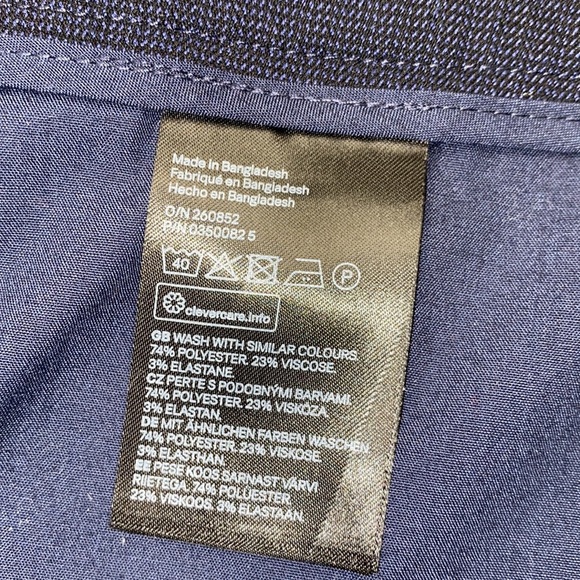 Made in Bangladesh
Fabriqué en Bangladesh
Hecho en Bangladesh
O/N 260852
P/N 0350082 5
40 P
clevercare.info
GB WASH WITH SIMILAR COLOURS.
74% POLYESTER. 23% VISCOSE.
3% ELASTANE.
CZ PERTE S PODOBNÝMI BARVAMI.
74% POLYESTER. 23% VISKÓZA.
3% ELASTAN.
DE MIT ÄHNLICHEN FARBEN WASCHEN
74% POLYESTER. 23% VISKOSE.
3% ELASTHAN.
EE PESE KOOS SARNAST VÄRVI
RIIETEGA. 74% POLÜESTER.
23% VISKOOS. 3% ELASTAAN.